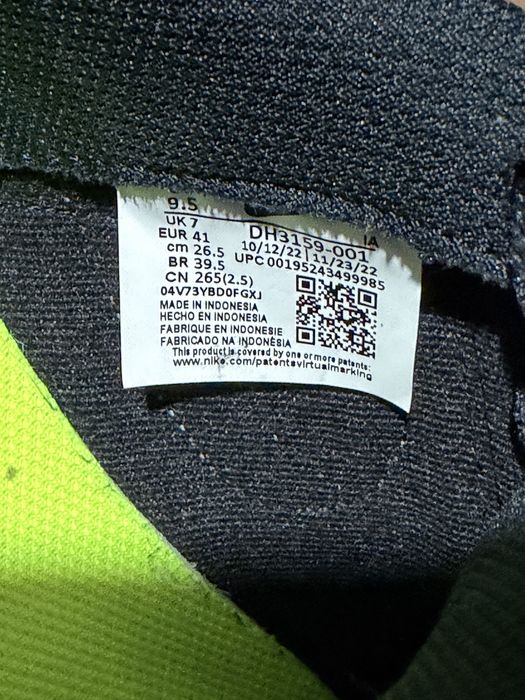 9.5
UK 7
EUR 41
cm 26.5
BR 39.5
CN 265(2.5)
04V73YBD0FGXJ
IA
DH3159-001
10/12/22 | 11/23/22
UPC 00195243499985
MADE IN INDONESIA
HECHO EN INDONESIA
FABRIQUE EN INDONESIE
FABRICADO NA INDONÈSIA
This product is covered by one or more patents:
www.nike.com/patentsvirtualmarking